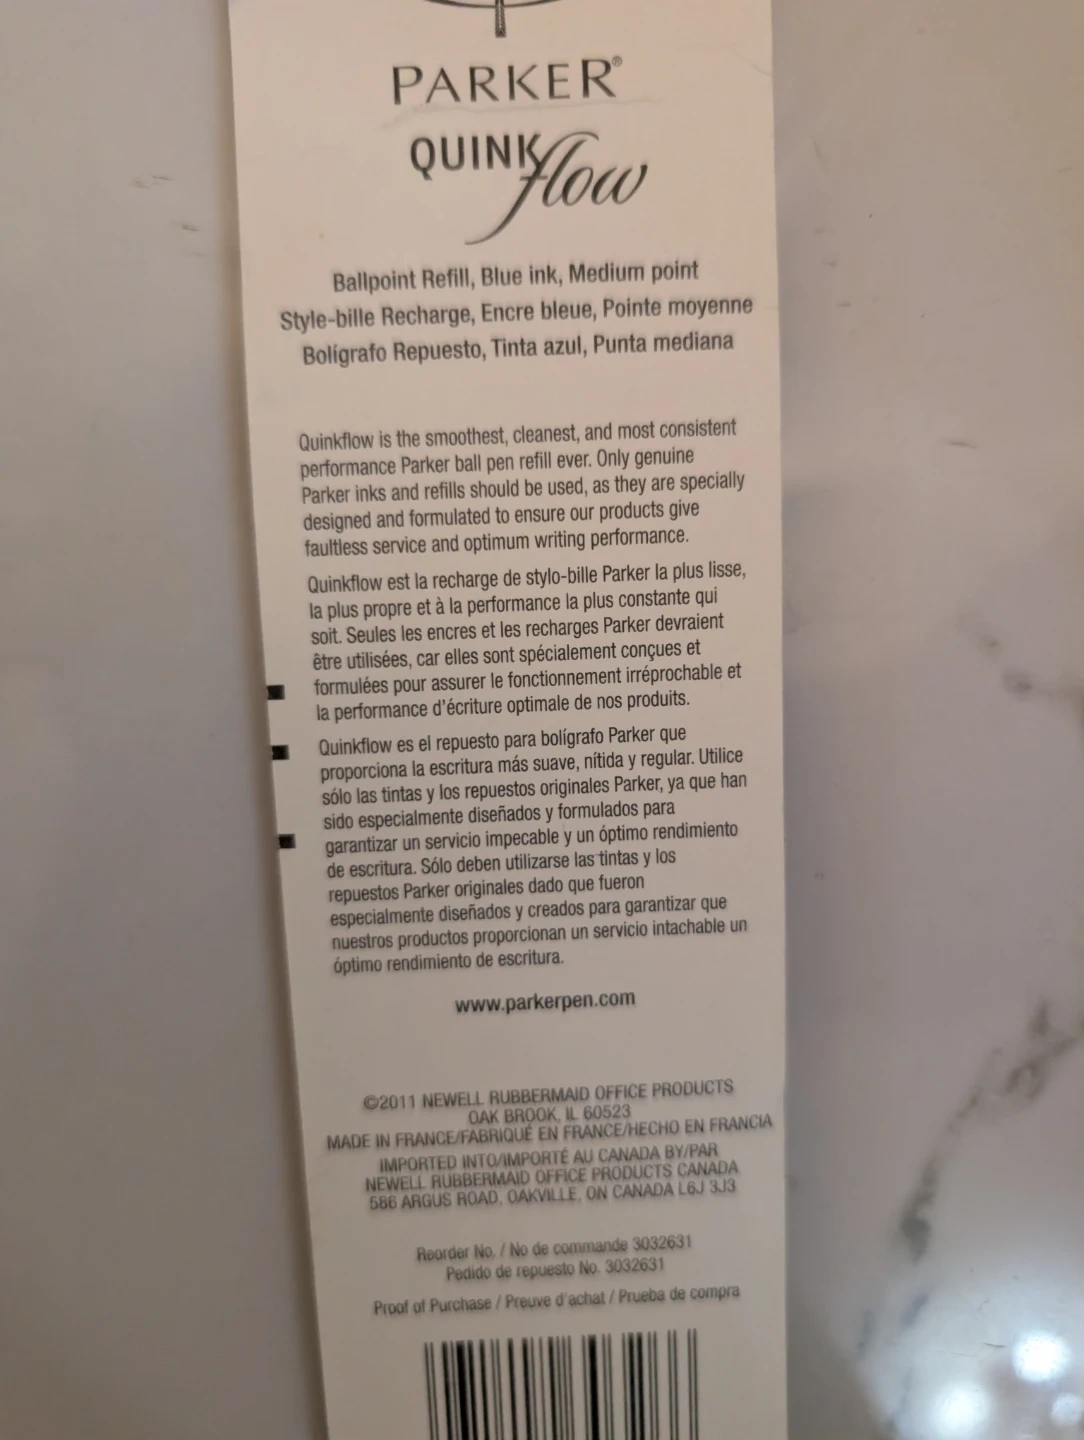 PARKER®
QUINKflow
Ballpoint Refill, Blue ink, Medium point
Style-bille Recharge, Encre bleue, Pointe moyenne
Bolígrafo Repuesto, Tinta azul, Punta mediana
Quinkflow is the smoothest, cleanest, and most consistent
performance Parker ball pen refill ever. Only genuine
Parker inks and refills should be used, as they are specially
designed and formulated to ensure our products give
faultless service and optimum writing performance.
Quinkflow est la recharge de stylo-bille Parker la plus lisse,
la plus propre et à la performance la plus constante qui
soit. Seules les encres et les recharges Parker devraient
être utilisées, car elles sont spécialement conçues et
formulées pour assurer le fonctionnement irréprochable et
la performance d'écriture optimale de nos produits.
Quinkflow es el repuesto para bolígrafo Parker que
proporciona la escritura más suave, nítida y regular. Utilice
sólo las tintas y los repuestos originales Parker, ya que han
sido especialmente diseñados y formulados para
garantizar un servicio impecable y un óptimo rendimiento
de escritura. Sólo deben utilizarse las tintas y los
repuestos Parker originales dado que fueron
especialmente diseñados y creados para garantizar que
nuestros productos proporcionan un servicio intachable un
óptimo rendimiento de escritura.
www.parkerpen.com
©2011 NEWELL RUBBERMAID OFFICE PRODUCTS
OAK BROOK, IL 60523
MADE IN FRANCE/FABRIQUÉ EN FRANCE/HECHO EN FRANCIA
IMPORTED INTO/IMPORTÉ AU CANADA BY/PAR
NEWELL RUBBERMAID OFFICE PRODUCTS CANADA
586 ARGUS ROAD, OAKVILLE, ON CANADA L6J 3J3
Reorder No. / No de commande 3032631
Pedido de repuesto No. 3032631
Proof of Purchase / Preuve d'achat / Prueba de compra